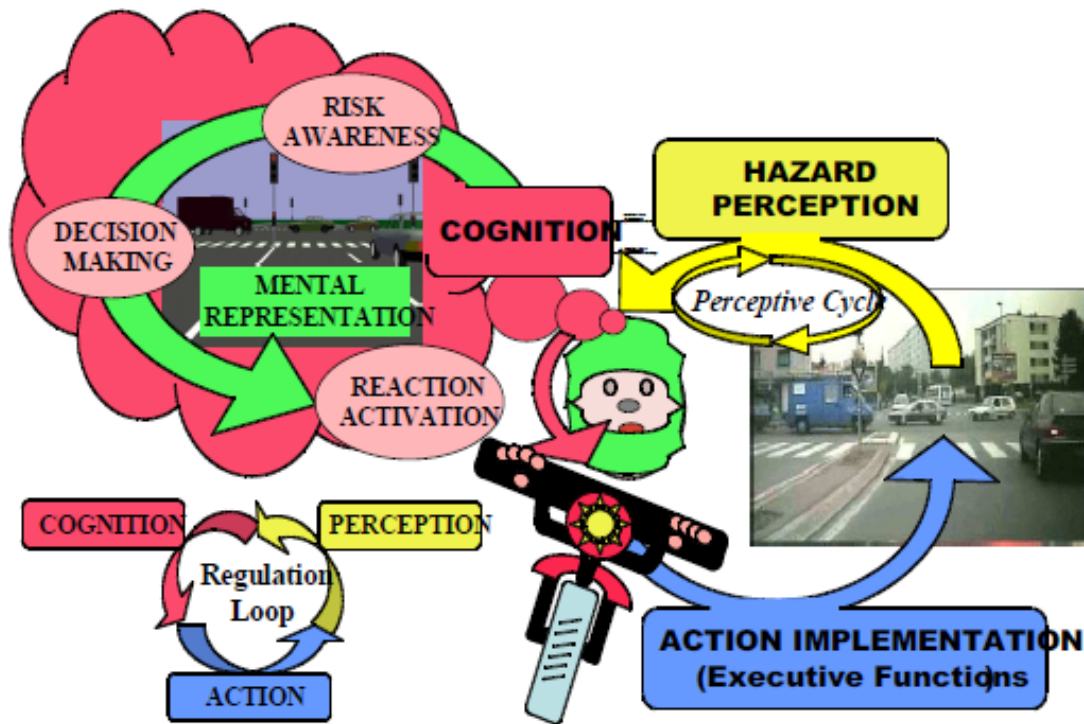 RISK
AWARENESS
HAZARD
PERCEPTION
COGNITION
DECISION
MAKING
MENTAL
REPRESENTATION
Perceptive Cycle
REACTION
ACTIVATION
COGNITION
PERCEPTION
Regulation
Loop
ACTION
ACTION IMPLEMENTATION
(Executive Functions)